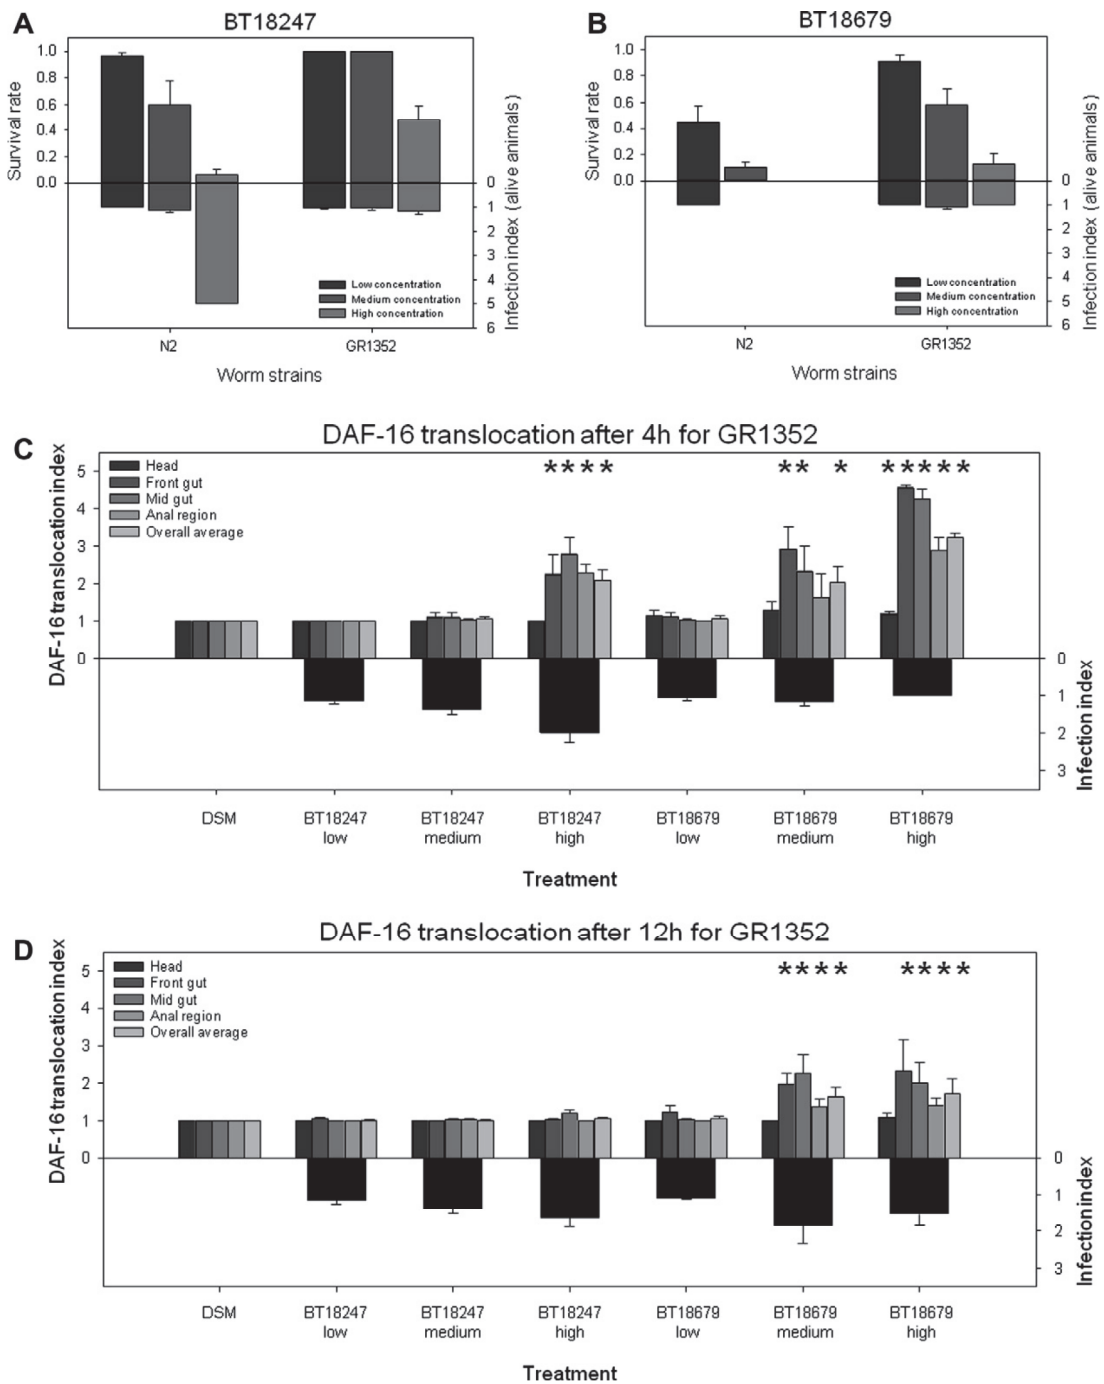 A
BT18247
Survival rate
1.0
0.8
0.6
0.4
0.2
0.0
0
1
2
3
4
5
6
Infection index (alive animals)
Low concentration
Medium concentration
High concentration
N2
GR1352
Worm strains
B
BT18679
Survival rate
1.0
0.8
0.6
0.4
0.2
0.0
0
1
2
3
4
5
6
Infection index (alive animals)
Low concentration
Medium concentration
High concentration
N2
GR1352
Worm strains
C
DAF-16 translocation after 4h for GR1352
DAF-16 translocation index
5
4
3
2
1
0
Head
Front gut
Mid gut
Anal region
Overall average
* * * *
* * *
* * * * *
0
1
2
3
Infection index
DSM
BT18247
low
BT18247
medium
BT18247
high
BT18679
low
BT18679
medium
BT18679
high
Treatment
D
DAF-16 translocation after 12h for GR1352
DAF-16 translocation index
5
4
3
2
1
0
Head
Front gut
Mid gut
Anal region
Overall average
* * * *
* * * *
0
1
2
3
Infection index
DSM
BT18247
low
BT18247
medium
BT18247
high
BT18679
low
BT18679
medium
BT18679
high
Treatment